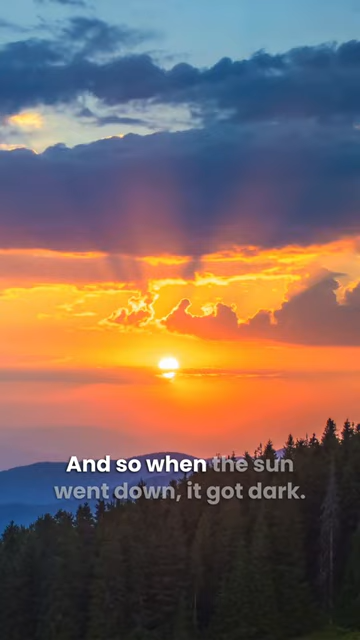 And so when the sun
went down, it got dark.